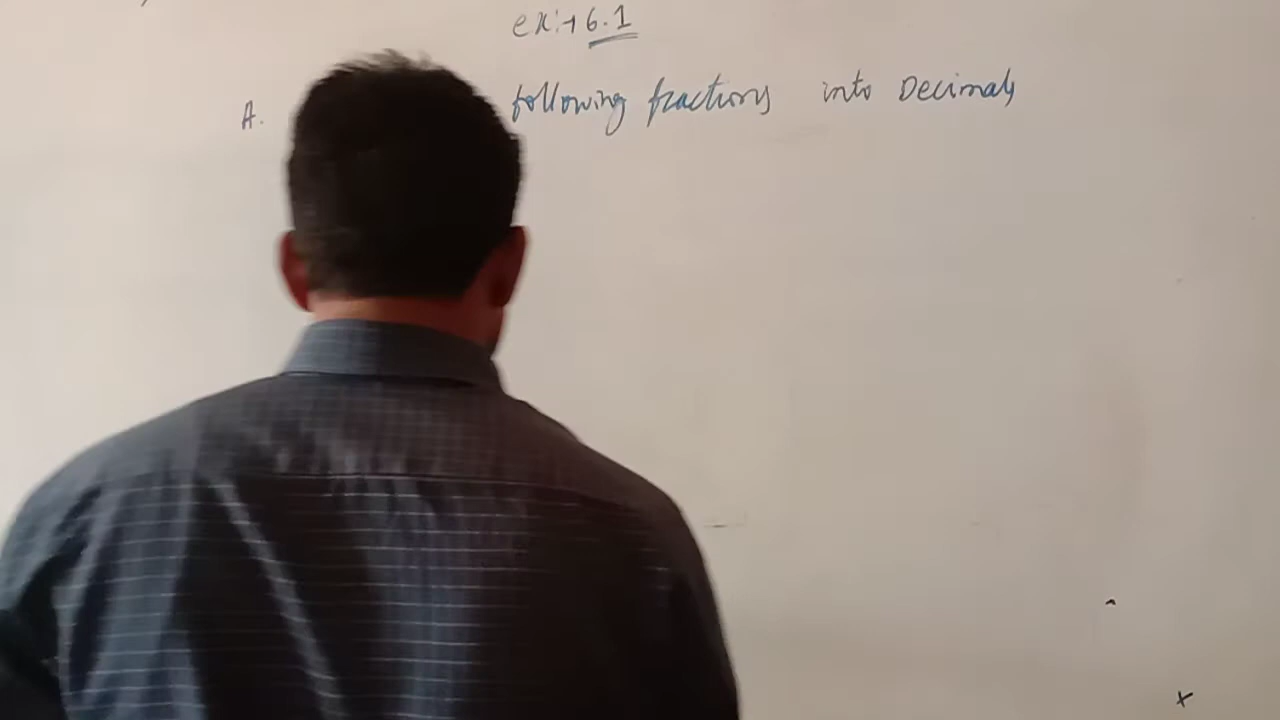 ex:→ 6.1
A. following fractions into Decimals